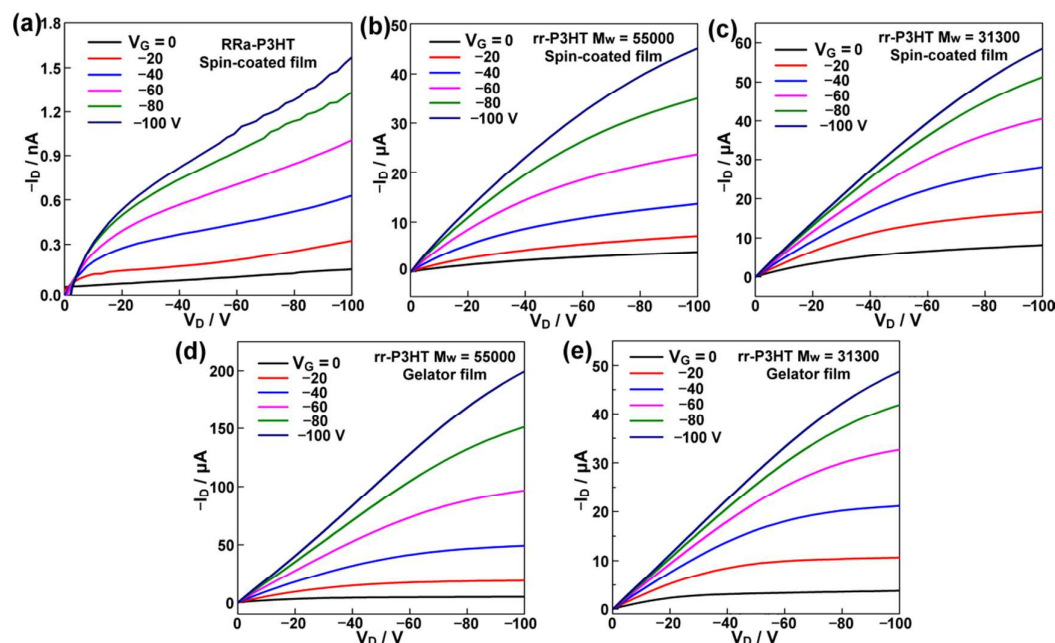 (a)
1.8
1.5
1.2
0.9
0.6
0.3
0.0
-I_D / nA
V_G = 0
−20
−40
−60
−80
−100 V
RRa-P3HT
Spin-coated film
0 −20 −40 −60 −80 −100
V_D / V
(b)
50
40
30
20
10
0
-I_D / µA
V_G = 0
−20
−40
−60
−80
−100 V
rr-P3HT Mw = 55000
Spin-coated film
0 −20 −40 −60 −80 −100
V_D / V
(c)
60
50
40
30
20
10
0
-I_D / µA
V_G = 0
−20
−40
−60
−80
−100 V
rr-P3HT Mw = 31300
Spin-coated film
0 −20 −40 −60 −80 −100
V_D / V
(d)
200
150
100
50
0
-I_D / µA
V_G = 0
−20
−40
−60
−80
−100 V
rr-P3HT Mw = 55000
Gelator film
0 −20 −40 −60 −80 −100
V_D / V
(e)
50
40
30
20
10
0
-I_D / µA
V_G = 0
−20
−40
−60
−80
−100 V
rr-P3HT Mw = 31300
Gelator film
0 −20 −40 −60 −80 −100
V_D / V